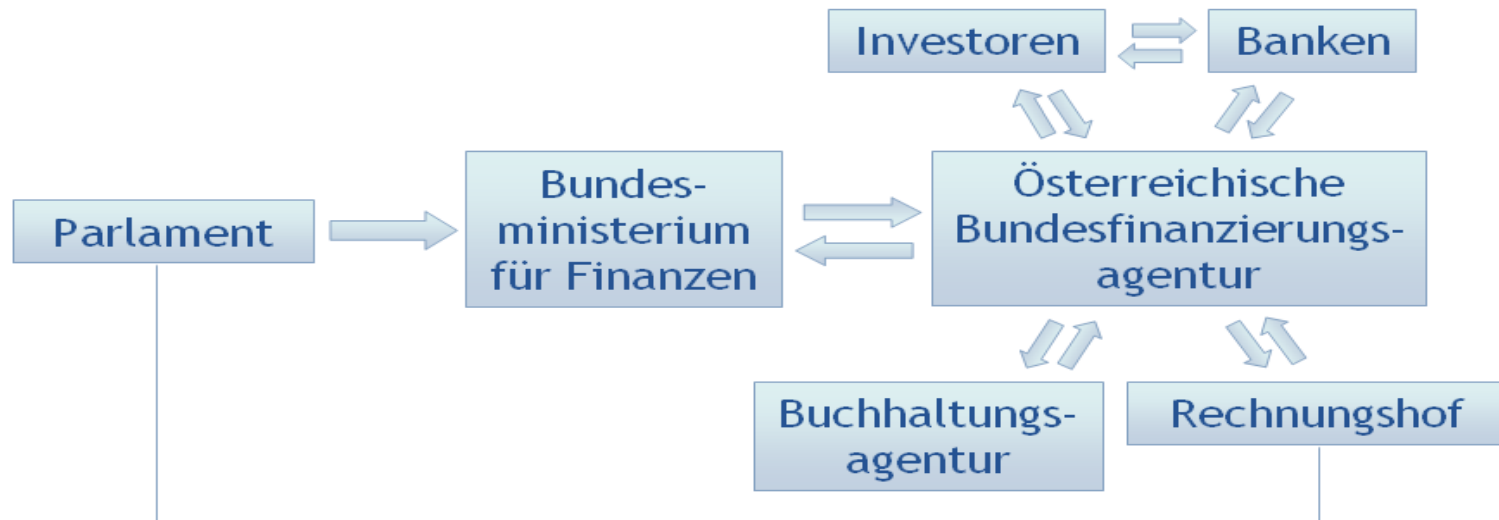 Investoren
Banken
Parlament
Bundes-
ministerium
für Finanzen
Österreichische
Bundesfinanzierungs-
agentur
Buchhaltungs-
agentur
Rechnungshof